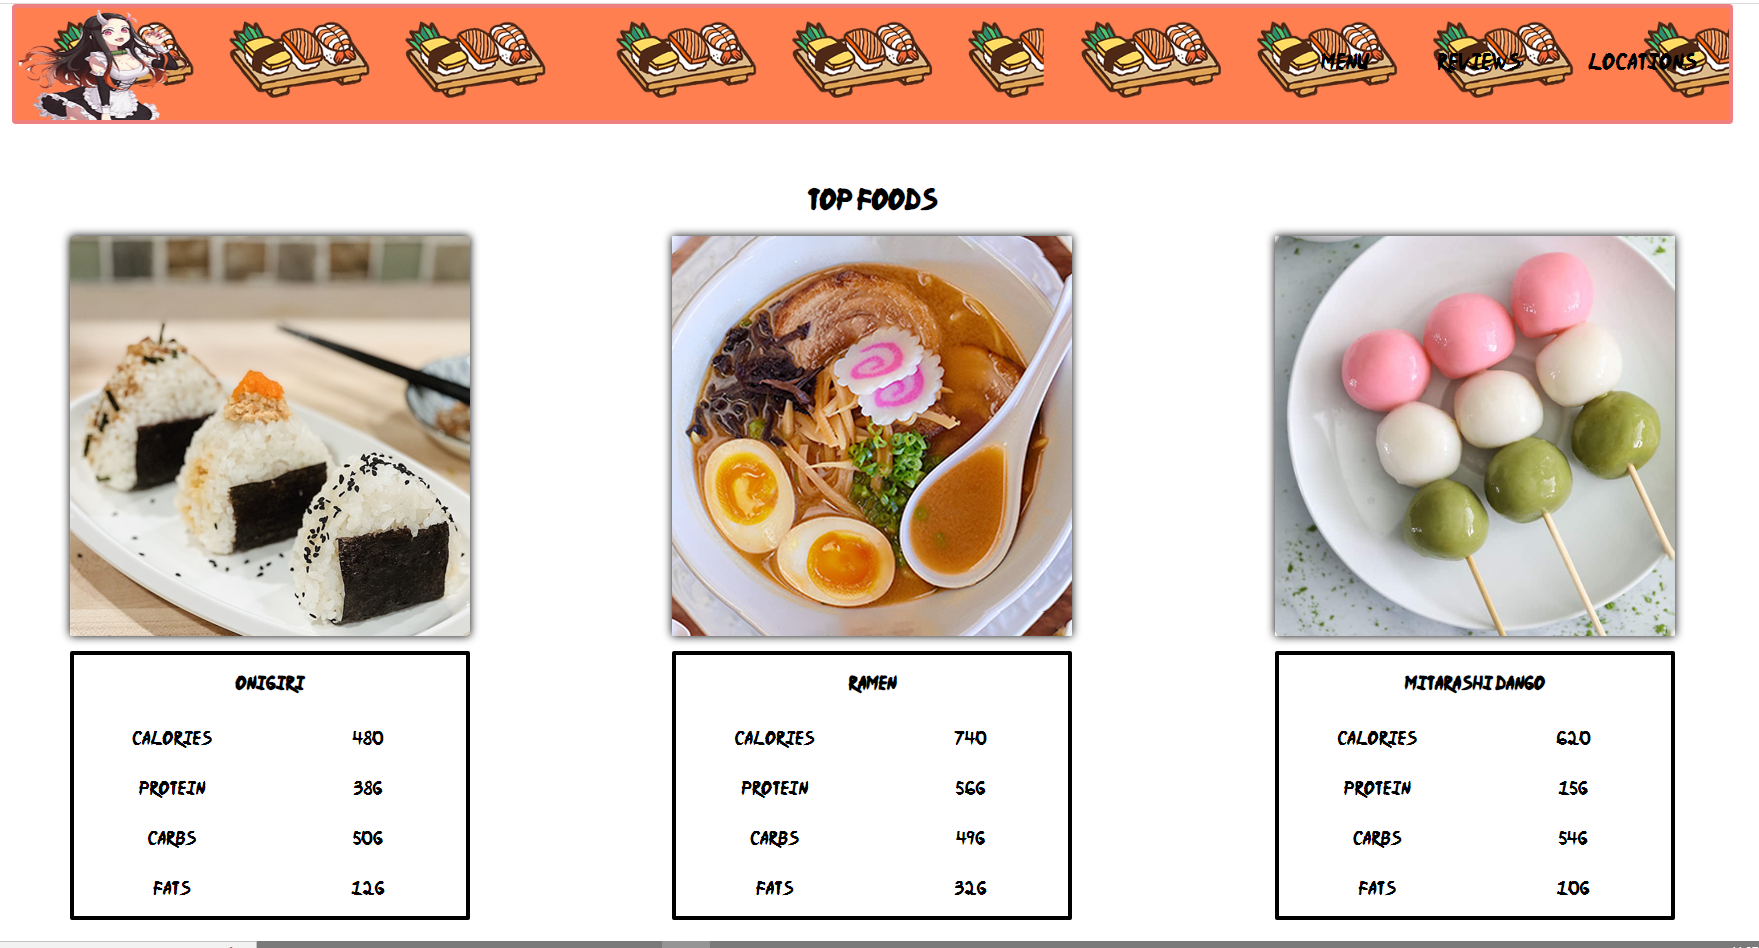 MENU REVIEWS LOCATIONS
TOP FOODS
ONIGIRI
CALORIES 480
PROTEIN 38G
CARBS 50G
FATS 12G
RAMEN
CALORIES 740
PROTEIN 56G
CARBS 49G
FATS 32G
MITARASHI DANGO
CALORIES 620
PROTEIN 15G
CARBS 54G
FATS 10G